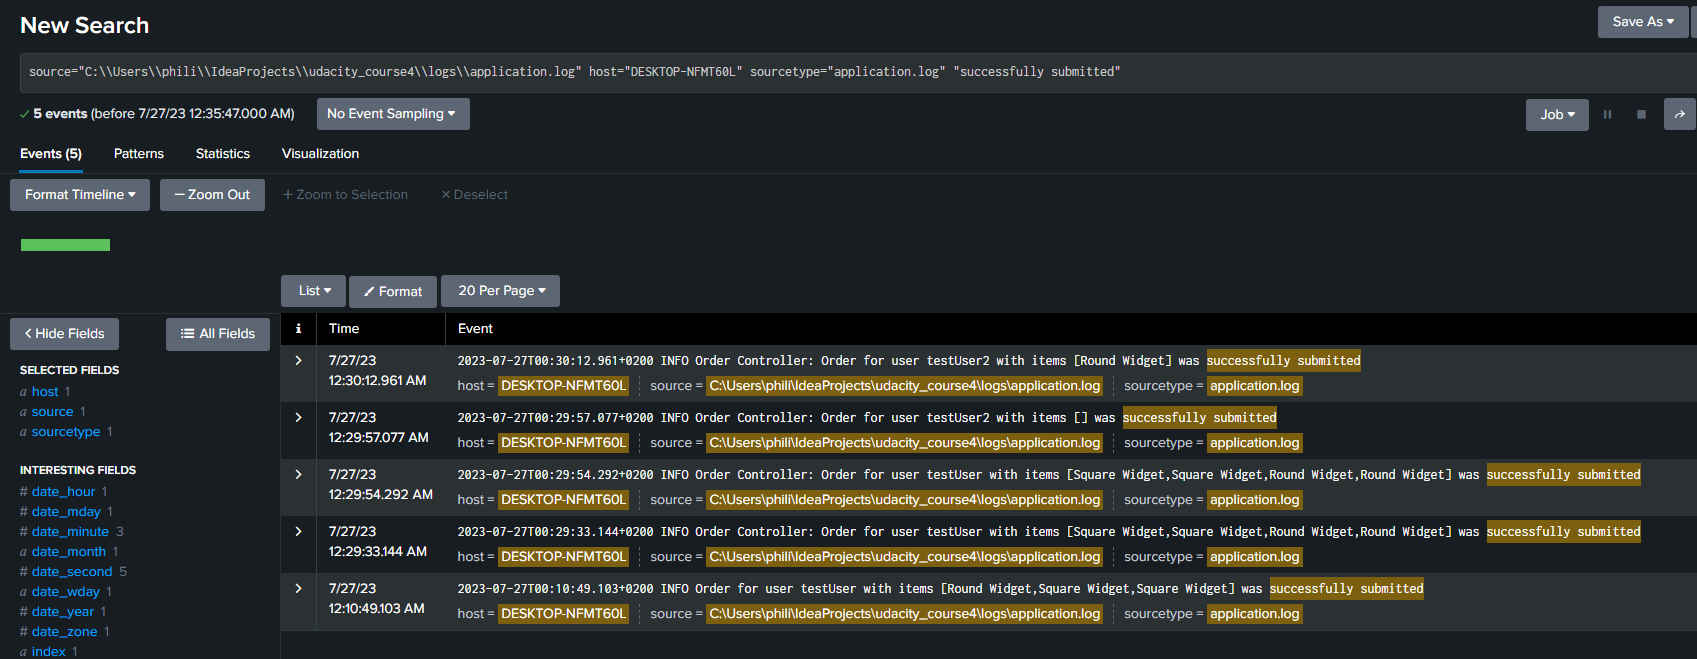 New Search
Save As
source="C:\\Users\\phili\\IdeaProjects\\udacity_course4\\logs\\application.log" host="DESKTOP-NFMT60L" sourcetype="application.log" "successfully submitted"
5 events (before 7/27/23 12:35:47.000 AM)
No Event Sampling
Job
Events (5) Patterns Statistics Visualization
Format Timeline
— Zoom Out
+ Zoom to Selection
× Deselect
List
Format
20 Per Page
< Hide Fields
All Fields
i Time Event
SELECTED FIELDS
a host 1
a source 1
a sourcetype 1
INTERESTING FIELDS
# date_hour 1
# date_mday 1
# date_minute 3
a date_month 1
# date_second 5
a date_wday 1
# date_year 1
# date_zone 1
a index 1
7/27/23
12:30:12.961 AM
2023-07-27T00:30:12.961+0200 INFO Order Controller: Order for user testUser2 with items [Round Widget] was successfully submitted
host = DESKTOP-NFMT60L source = C:\Users\phili\IdeaProjects\udacity_course4\logs\application.log sourcetype = application.log
7/27/23
12:29:57.077 AM
2023-07-27T00:29:57.077+0200 INFO Order Controller: Order for user testUser2 with items [] was successfully submitted
host = DESKTOP-NFMT60L source = C:\Users\phili\IdeaProjects\udacity_course4\logs\application.log sourcetype = application.log
7/27/23
12:29:54.292 AM
2023-07-27T00:29:54.292+0200 INFO Order Controller: Order for user testUser with items [Square Widget,Square Widget,Round Widget,Round Widget] was successfully submitted
host = DESKTOP-NFMT60L source = C:\Users\phili\IdeaProjects\udacity_course4\logs\application.log sourcetype = application.log
7/27/23
12:29:33.144 AM
2023-07-27T00:29:33.144+0200 INFO Order Controller: Order for user testUser with items [Square Widget,Square Widget,Round Widget,Round Widget] was successfully submitted
host = DESKTOP-NFMT60L source = C:\Users\phili\IdeaProjects\udacity_course4\logs\application.log sourcetype = application.log
7/27/23
12:10:49.103 AM
2023-07-27T00:10:49.103+0200 INFO Order for user testUser with items [Round Widget,Square Widget,Square Widget] was successfully submitted
host = DESKTOP-NFMT60L source = C:\Users\phili\IdeaProjects\udacity_course4\logs\application.log sourcetype = application.log